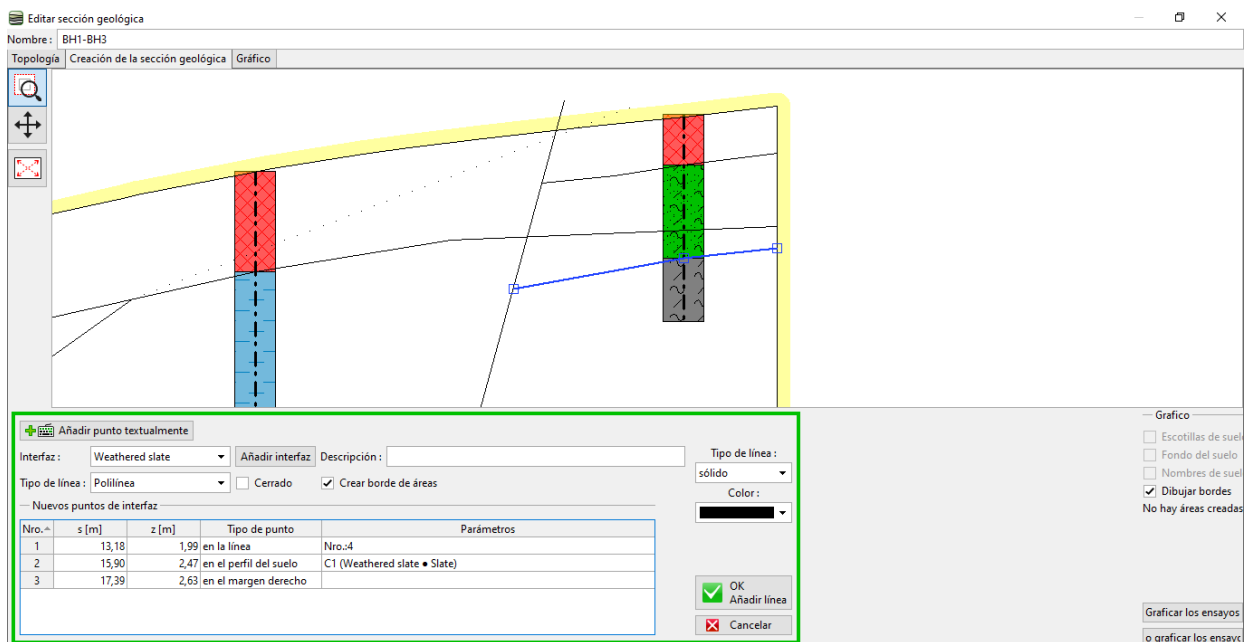 Editar sección geológica
Nombre : BH1-BH3
Topología Creación de la sección geológica Gráfico
Añadir punto textualmente
Interfaz : Weathered slate Añadir interfaz Descripción :
Tipo de línea : Polilínea Cerrado Crear borde de áreas
Nuevos puntos de interfaz
Nro. s [m] z [m] Tipo de punto Parámetros
1 13,18 1,99 en la línea Nro.:4
2 15,90 2,47 en el perfil del suelo C1 (Weathered slate ● Slate)
3 17,39 2,63 en el margen derecho
Tipo de línea :
sólido
Color :
OK
Añadir línea
Cancelar
Grafico
Escotillas de suel
Fondo del suelo
Nombres de suel
Dibujar bordes
No hay áreas creadas
Graficar los ensayos
o graficar los ensayo